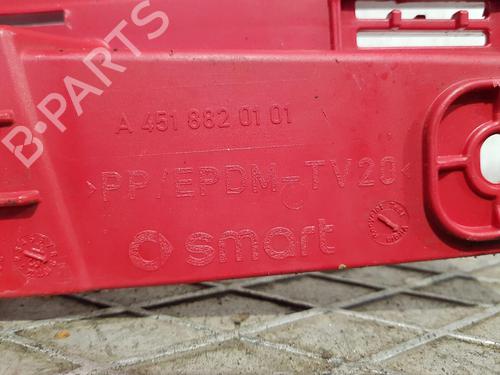 B-PARTS
A 451 882 01 01
>PP/EPDM-TV20<
smart